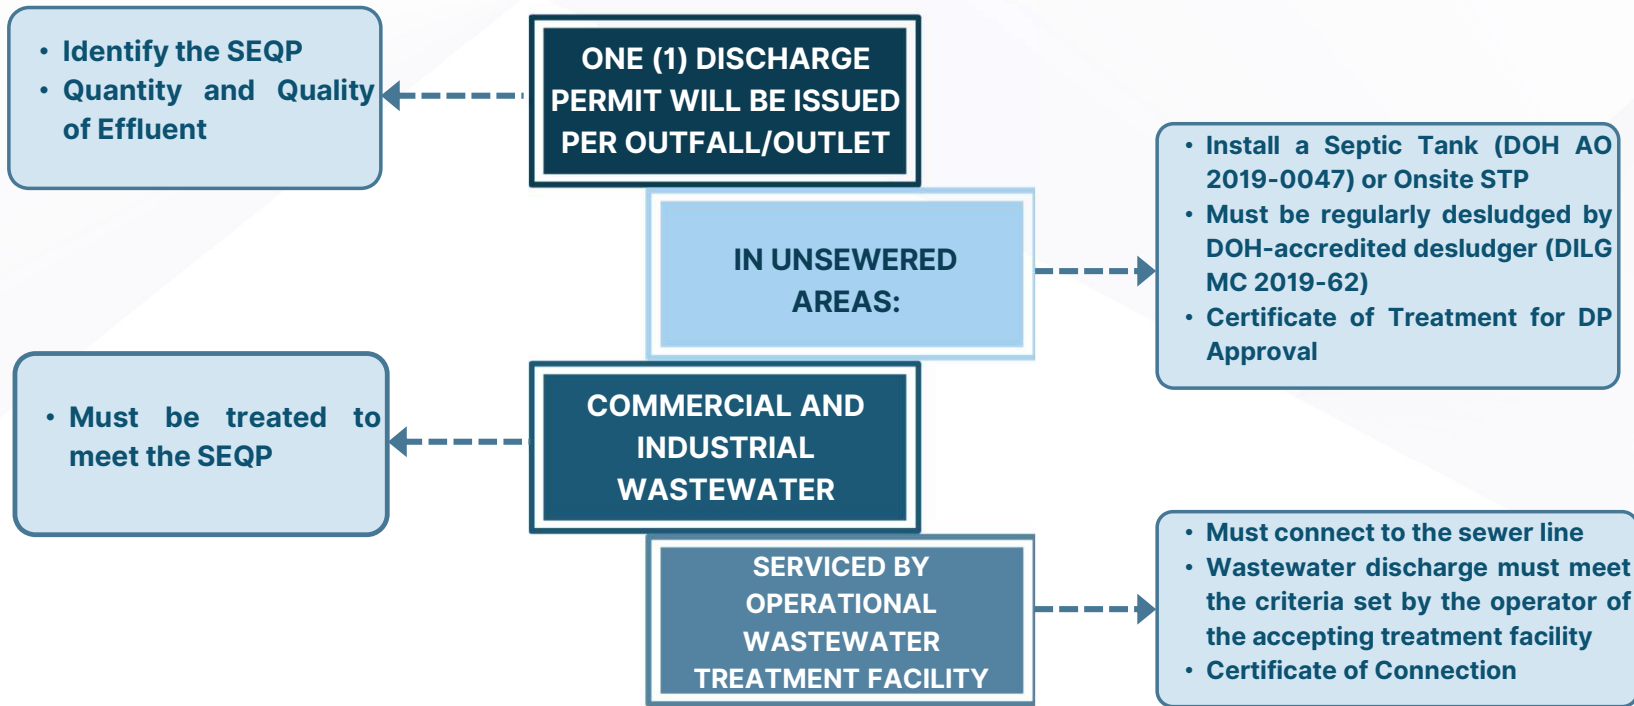 • Identify the SEQP
• Quantity and Quality
of Effluent
ONE (1) DISCHARGE
PERMIT WILL BE ISSUED
PER OUTFALL/OUTLET
IN UNSEWERED
AREAS:
• Install a Septic Tank (DOH AO
2019-0047) or Onsite STP
• Must be regularly desludged by
DOH-accredited desludger (DILG
MC 2019-62)
• Certificate of Treatment for DP
Approval
• Must be treated to
meet the SEQP
COMMERCIAL AND
INDUSTRIAL
WASTEWATER
SERVICED BY
OPERATIONAL
WASTEWATER
TREATMENT FACILITY
• Must connect to the sewer line
• Wastewater discharge must meet
the criteria set by the operator of
the accepting treatment facility
• Certificate of Connection